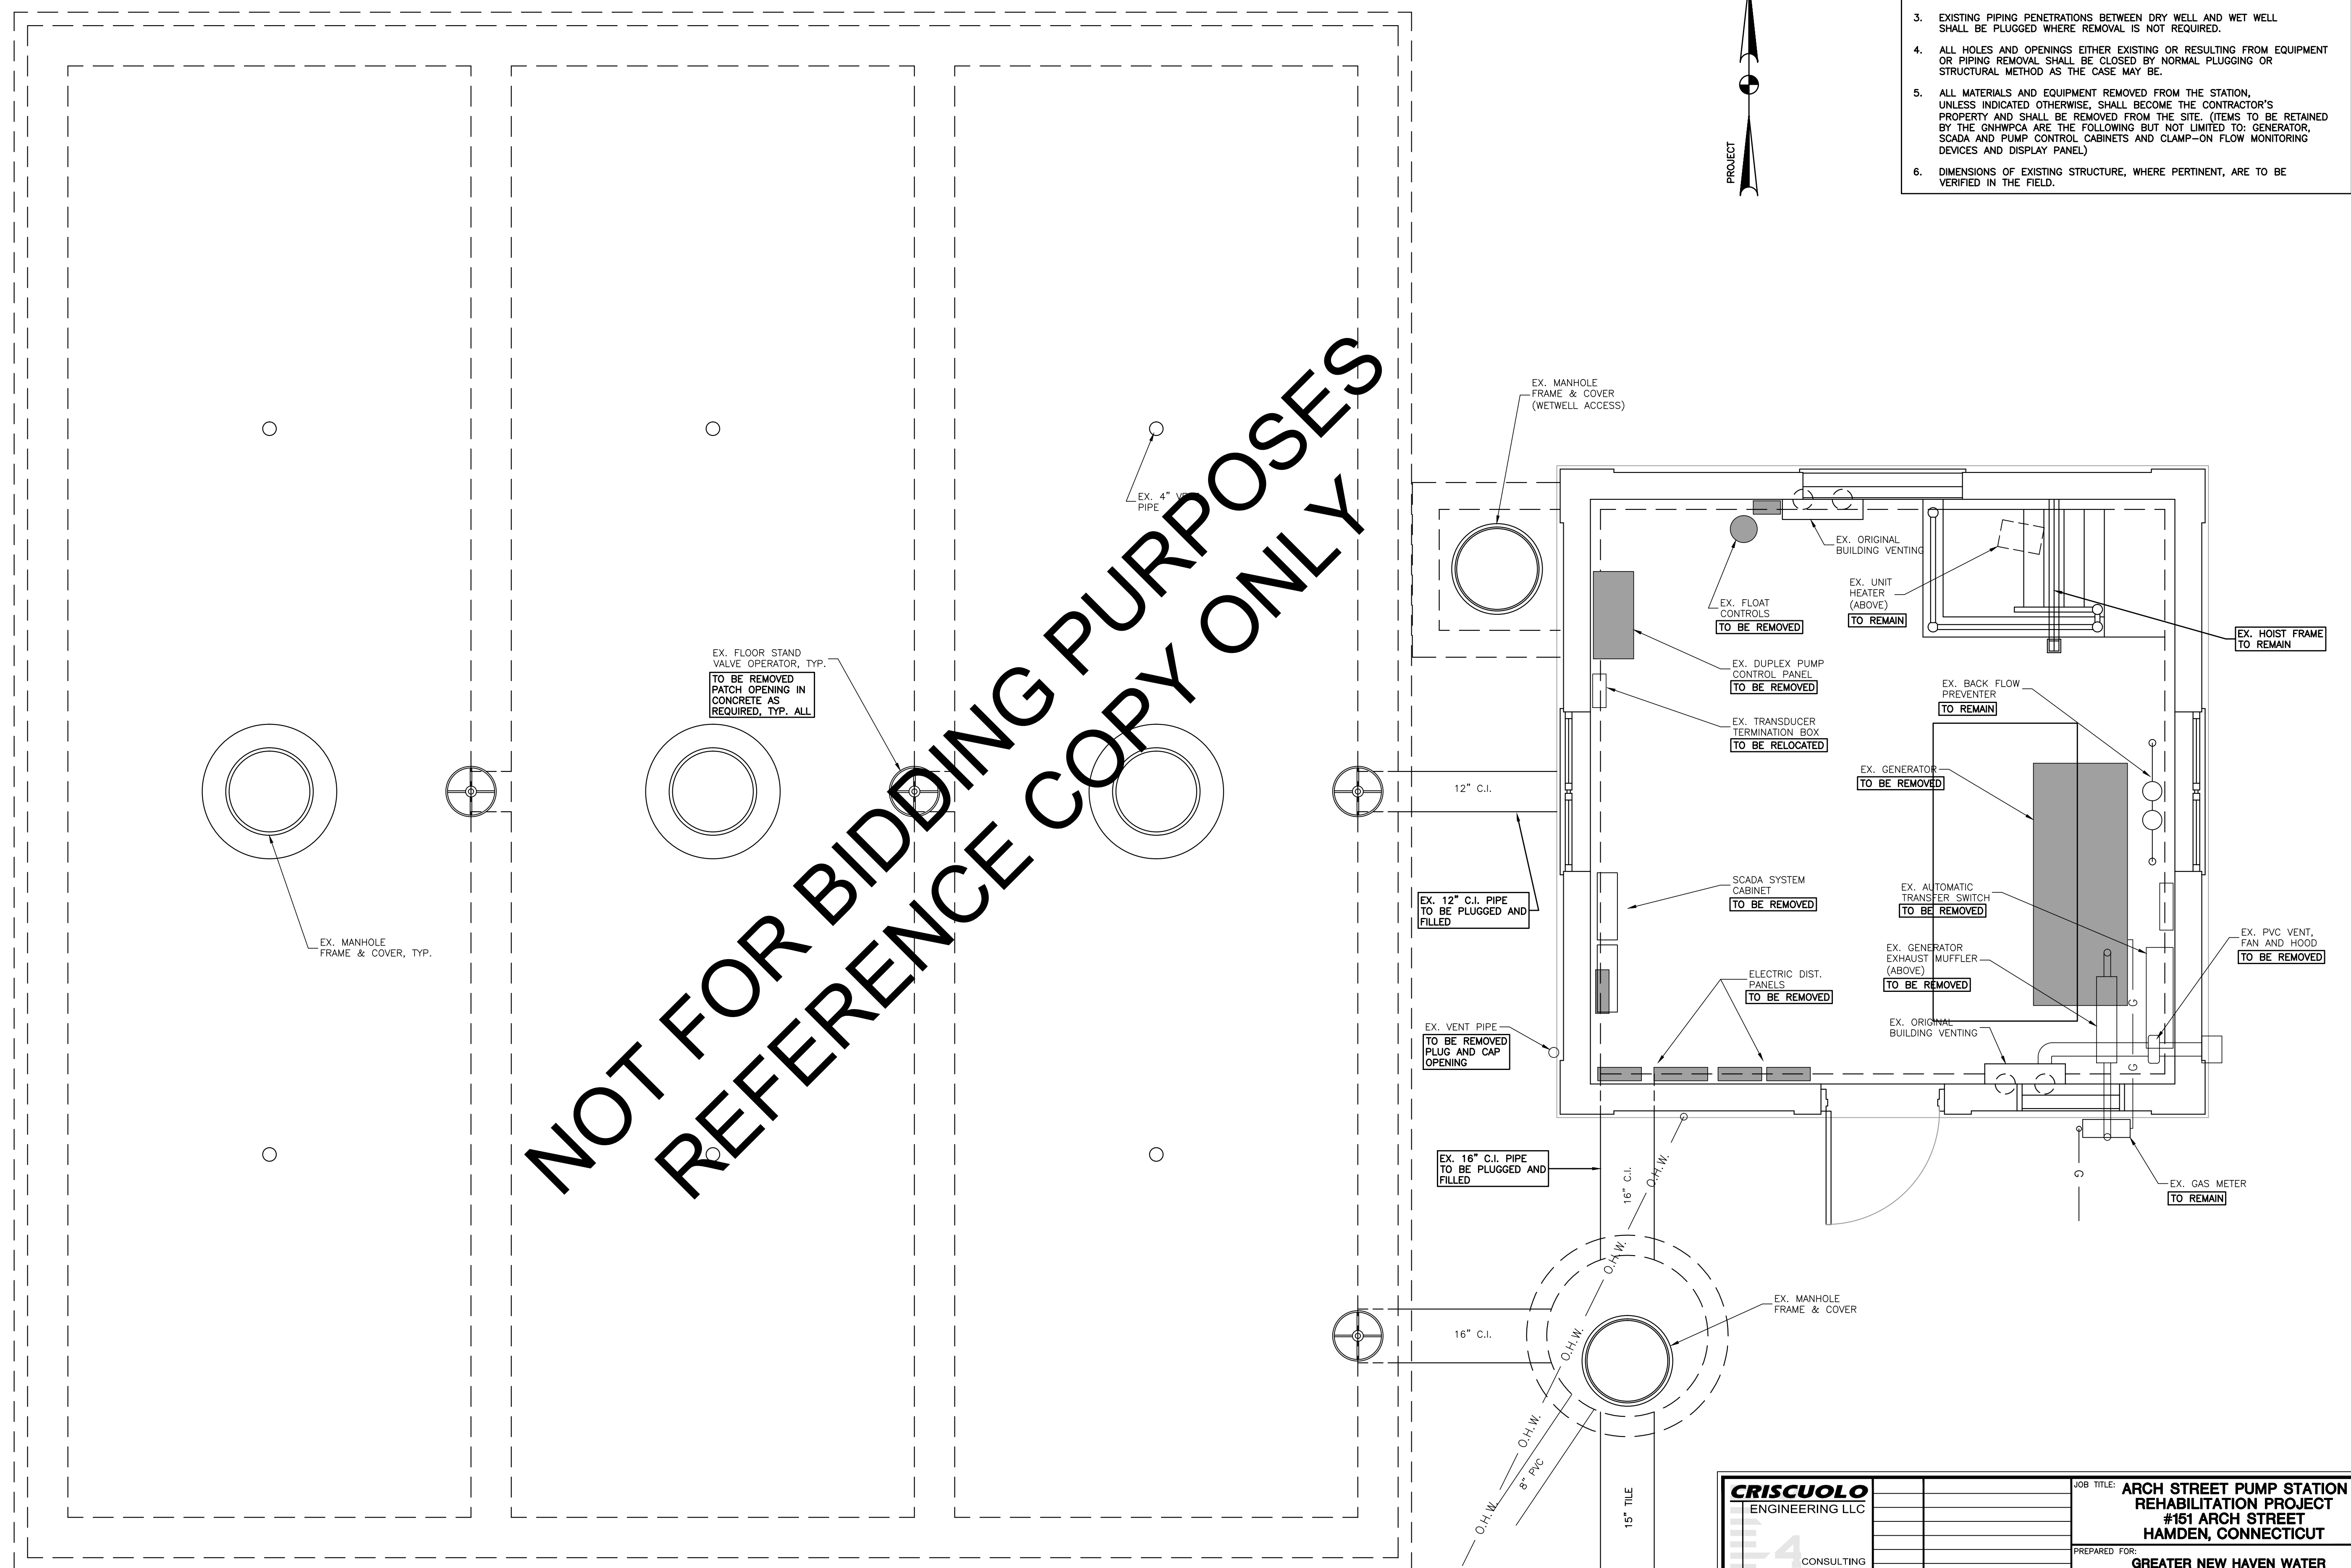 3. EXISTING PIPING PENETRATIONS BETWEEN DRY WELL AND WET WELL
SHALL BE PLUGGED WHERE REMOVAL IS NOT REQUIRED.
4. ALL HOLES AND OPENINGS EITHER EXISTING OR RESULTING FROM EQUIPMENT
OR PIPING REMOVAL SHALL BE CLOSED BY NORMAL PLUGGING OR
STRUCTURAL METHOD AS THE CASE MAY BE.
5. ALL MATERIALS AND EQUIPMENT REMOVED FROM THE STATION,
UNLESS INDICATED OTHERWISE, SHALL BECOME THE CONTRACTOR'S
PROPERTY AND SHALL BE REMOVED FROM THE SITE. (ITEMS TO BE RETAINED
BY THE GNHWPCA ARE THE FOLLOWING BUT NOT LIMITED TO: GENERATOR,
SCADA AND PUMP CONTROL CABINETS AND CLAMP-ON FLOW MONITORING
DEVICES AND DISPLAY PANEL)
6. DIMENSIONS OF EXISTING STRUCTURE, WHERE PERTINENT, ARE TO BE
VERIFIED IN THE FIELD.
PROJECT
EX. MANHOLE
FRAME & COVER
(WETWELL ACCESS)
EX. 4"
PIPE
EX. ORIGINAL
BUILDING VENTING
EX. UNIT
HEATER
(ABOVE)
TO REMAIN
EX. FLOAT
CONTROLS
TO BE REMOVED
EX. HOIST FRAME
TO REMAIN
EX. FLOOR STAND
VALVE OPERATOR, TYP.
TO BE REMOVED
PATCH OPENING IN
CONCRETE AS
REQUIRED, TYP. ALL
EX. DUPLEX PUMP
CONTROL PANEL
TO BE REMOVED
EX. BACK FLOW
PREVENTER
TO REMAIN
EX. TRANSDUCER
TERMINATION BOX
TO BE RELOCATED
EX. GENERATOR
TO BE REMOVED
12" C.I.
NOT FOR BIDDING PURPOSES
REFERENCE COPY ONLY
SCADA SYSTEM
CABINET
TO BE REMOVED
EX. AUTOMATIC
TRANSFER SWITCH
TO BE REMOVED
EX. 12" C.I. PIPE
TO BE PLUGGED AND
FILLED
EX. MANHOLE
FRAME & COVER, TYP.
EX. PVC VENT,
FAN AND HOOD
TO BE REMOVED
EX. GENERATOR
EXHAUST MUFFLER
(ABOVE)
TO BE REMOVED
ELECTRIC DIST.
PANELS
TO BE REMOVED
G
EX. VENT PIPE
TO BE REMOVED
PLUG AND CAP
OPENING
EX. ORIGINAL
BUILDING VENTING
G
EX. 16" C.I. PIPE
TO BE PLUGGED AND
FILLED
16" C.I.
O.H.W.
G
EX. GAS METER
TO REMAIN
O.H.W.
EX. MANHOLE
FRAME & COVER
16" C.I.
O.H.W.
O.H.W.
8" PVC
O.H.W.
15" TILE
CRISCUOLO
ENGINEERING LLC
4
CONSULTING
JOB TITLE: ARCH STREET PUMP STATION
REHABILITATION PROJECT
#151 ARCH STREET
HAMDEN, CONNECTICUT
PREPARED FOR:
GREATER NEW HAVEN WATER